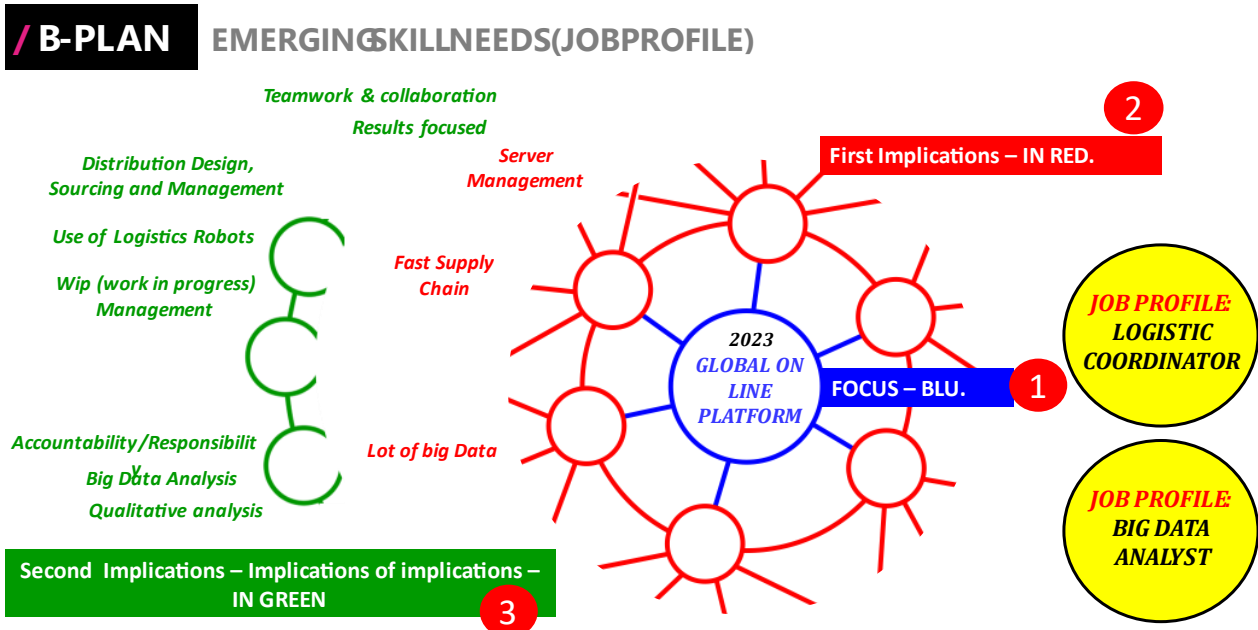 / B-PLAN
EMERGINGSKILLNEEDS(JOBPROFILE)
Teamwork & collaboration
Results focused
2
First Implications – IN RED.
Server
Management
Distribution Design,
Sourcing and Management
Use of Logistics Robots
Wip (work in progress)
Management
Fast Supply
Chain
JOB PROFILE:
LOGISTIC
COORDINATOR
2023
GLOBAL ON
LINE
PLATFORM
FOCUS – BLU.
1
Accountability/Responsibilit
y
Big Data Analysis
Qualitative analysis
Lot of big Data
JOB PROFILE:
BIG DATA
ANALYST
Second Implications – Implications of implications –
IN GREEN
3